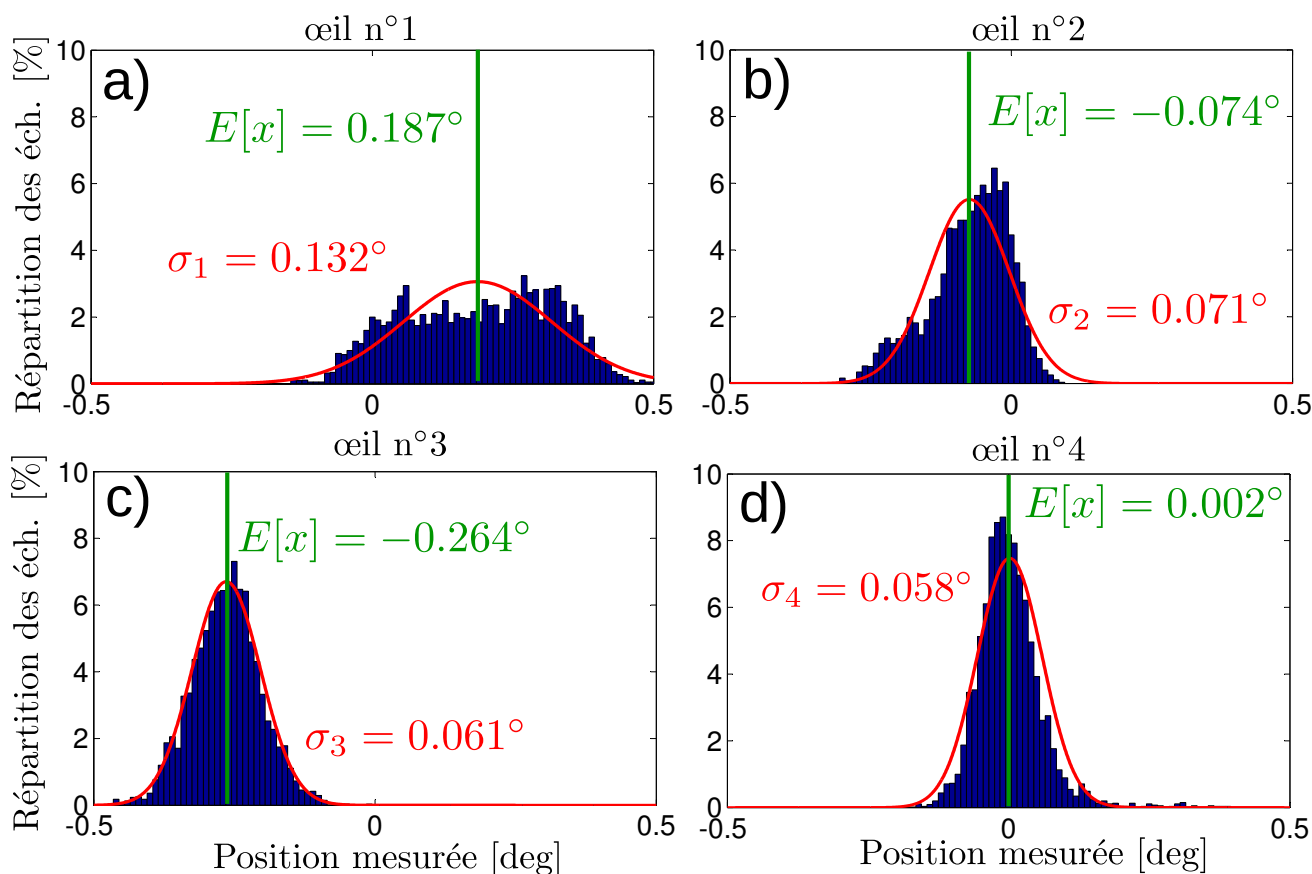 œil n°1
Répartition des éch. [%]
a)
E[x] = 0.187°
σ1 = 0.132°
10
8
6
4
2
0
-0.5 0 0.5
œil n°2
b)
E[x] = −0.074°
σ2 = 0.071°
10
8
6
4
2
0
-0.5 0 0.5
œil n°3
Répartition des éch. [%]
c)
E[x] = −0.264°
σ3 = 0.061°
10
8
6
4
2
0
-0.5 0 0.5
Position mesurée [deg]
œil n°4
d)
E[x] = 0.002°
σ4 = 0.058°
10
8
6
4
2
0
-0.5 0 0.5
Position mesurée [deg]